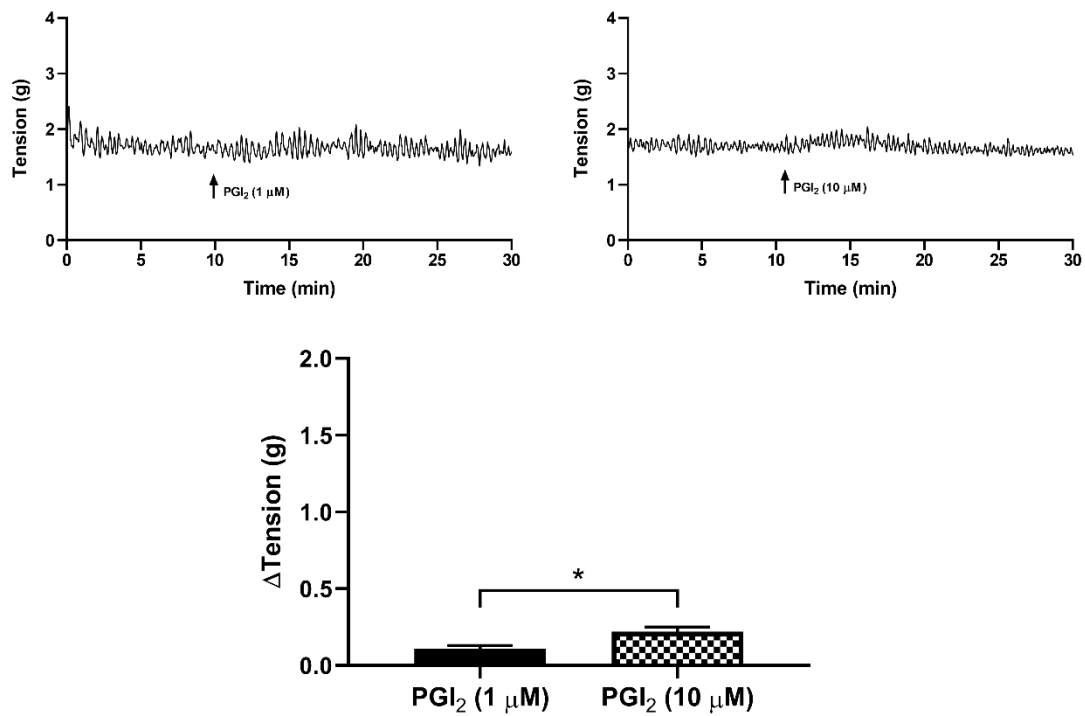 Tension (g)
4
3
2
1
0
PGI₂ (1 μM)
0 5 10 15 20 25 30
Time (min)
Tension (g)
4
3
2
1
0
PGI₂ (10 μM)
0 5 10 15 20 25 30
Time (min)
ΔTension (g)
2.0
1.5
1.0
0.5
0.0
*
PGI₂ (1 μM) PGI₂ (10 μM)